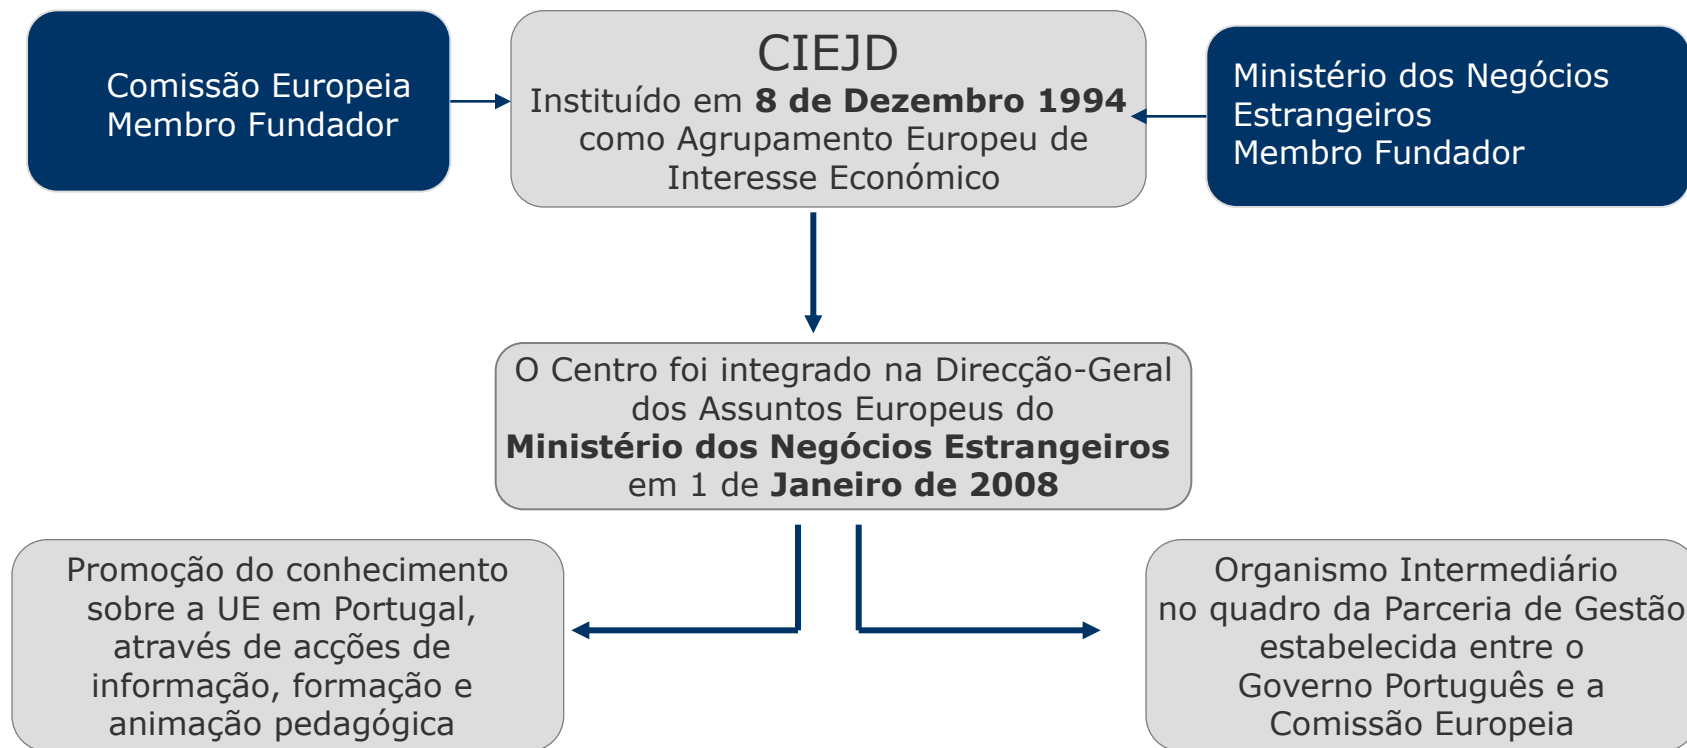 Comissão Europeia
Membro Fundador
CIEJD
Instituído em 8 de Dezembro 1994
como Agrupamento Europeu de
Interesse Económico
Ministério dos Negócios
Estrangeiros
Membro Fundador
O Centro foi integrado na Direcção-Geral
dos Assuntos Europeus do
Ministério dos Negócios Estrangeiros
em 1 de Janeiro de 2008
Promoção do conhecimento
sobre a UE em Portugal,
através de acções de
informação, formação e
animação pedagógica
Organismo Intermediário
no quadro da Parceria de Gestão
estabelecida entre o
Governo Português e a
Comissão Europeia